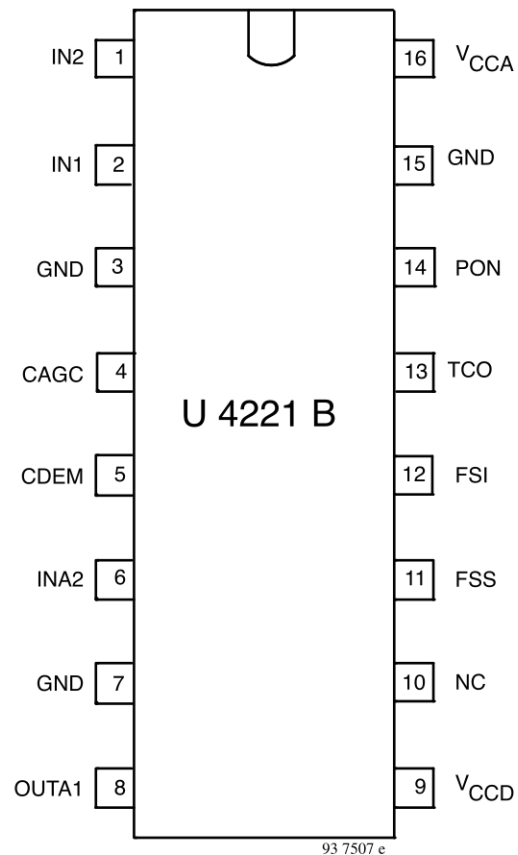 IN2 1 16 VCCA
IN1 2 15 GND
GND 3 14 PON
CAGC 4 13 TCO
U 4221 B
CDEM 5 12 FSI
INA2 6 11 FSS
GND 7 10 NC
OUTA1 8 9 VCCD
93 7507 e